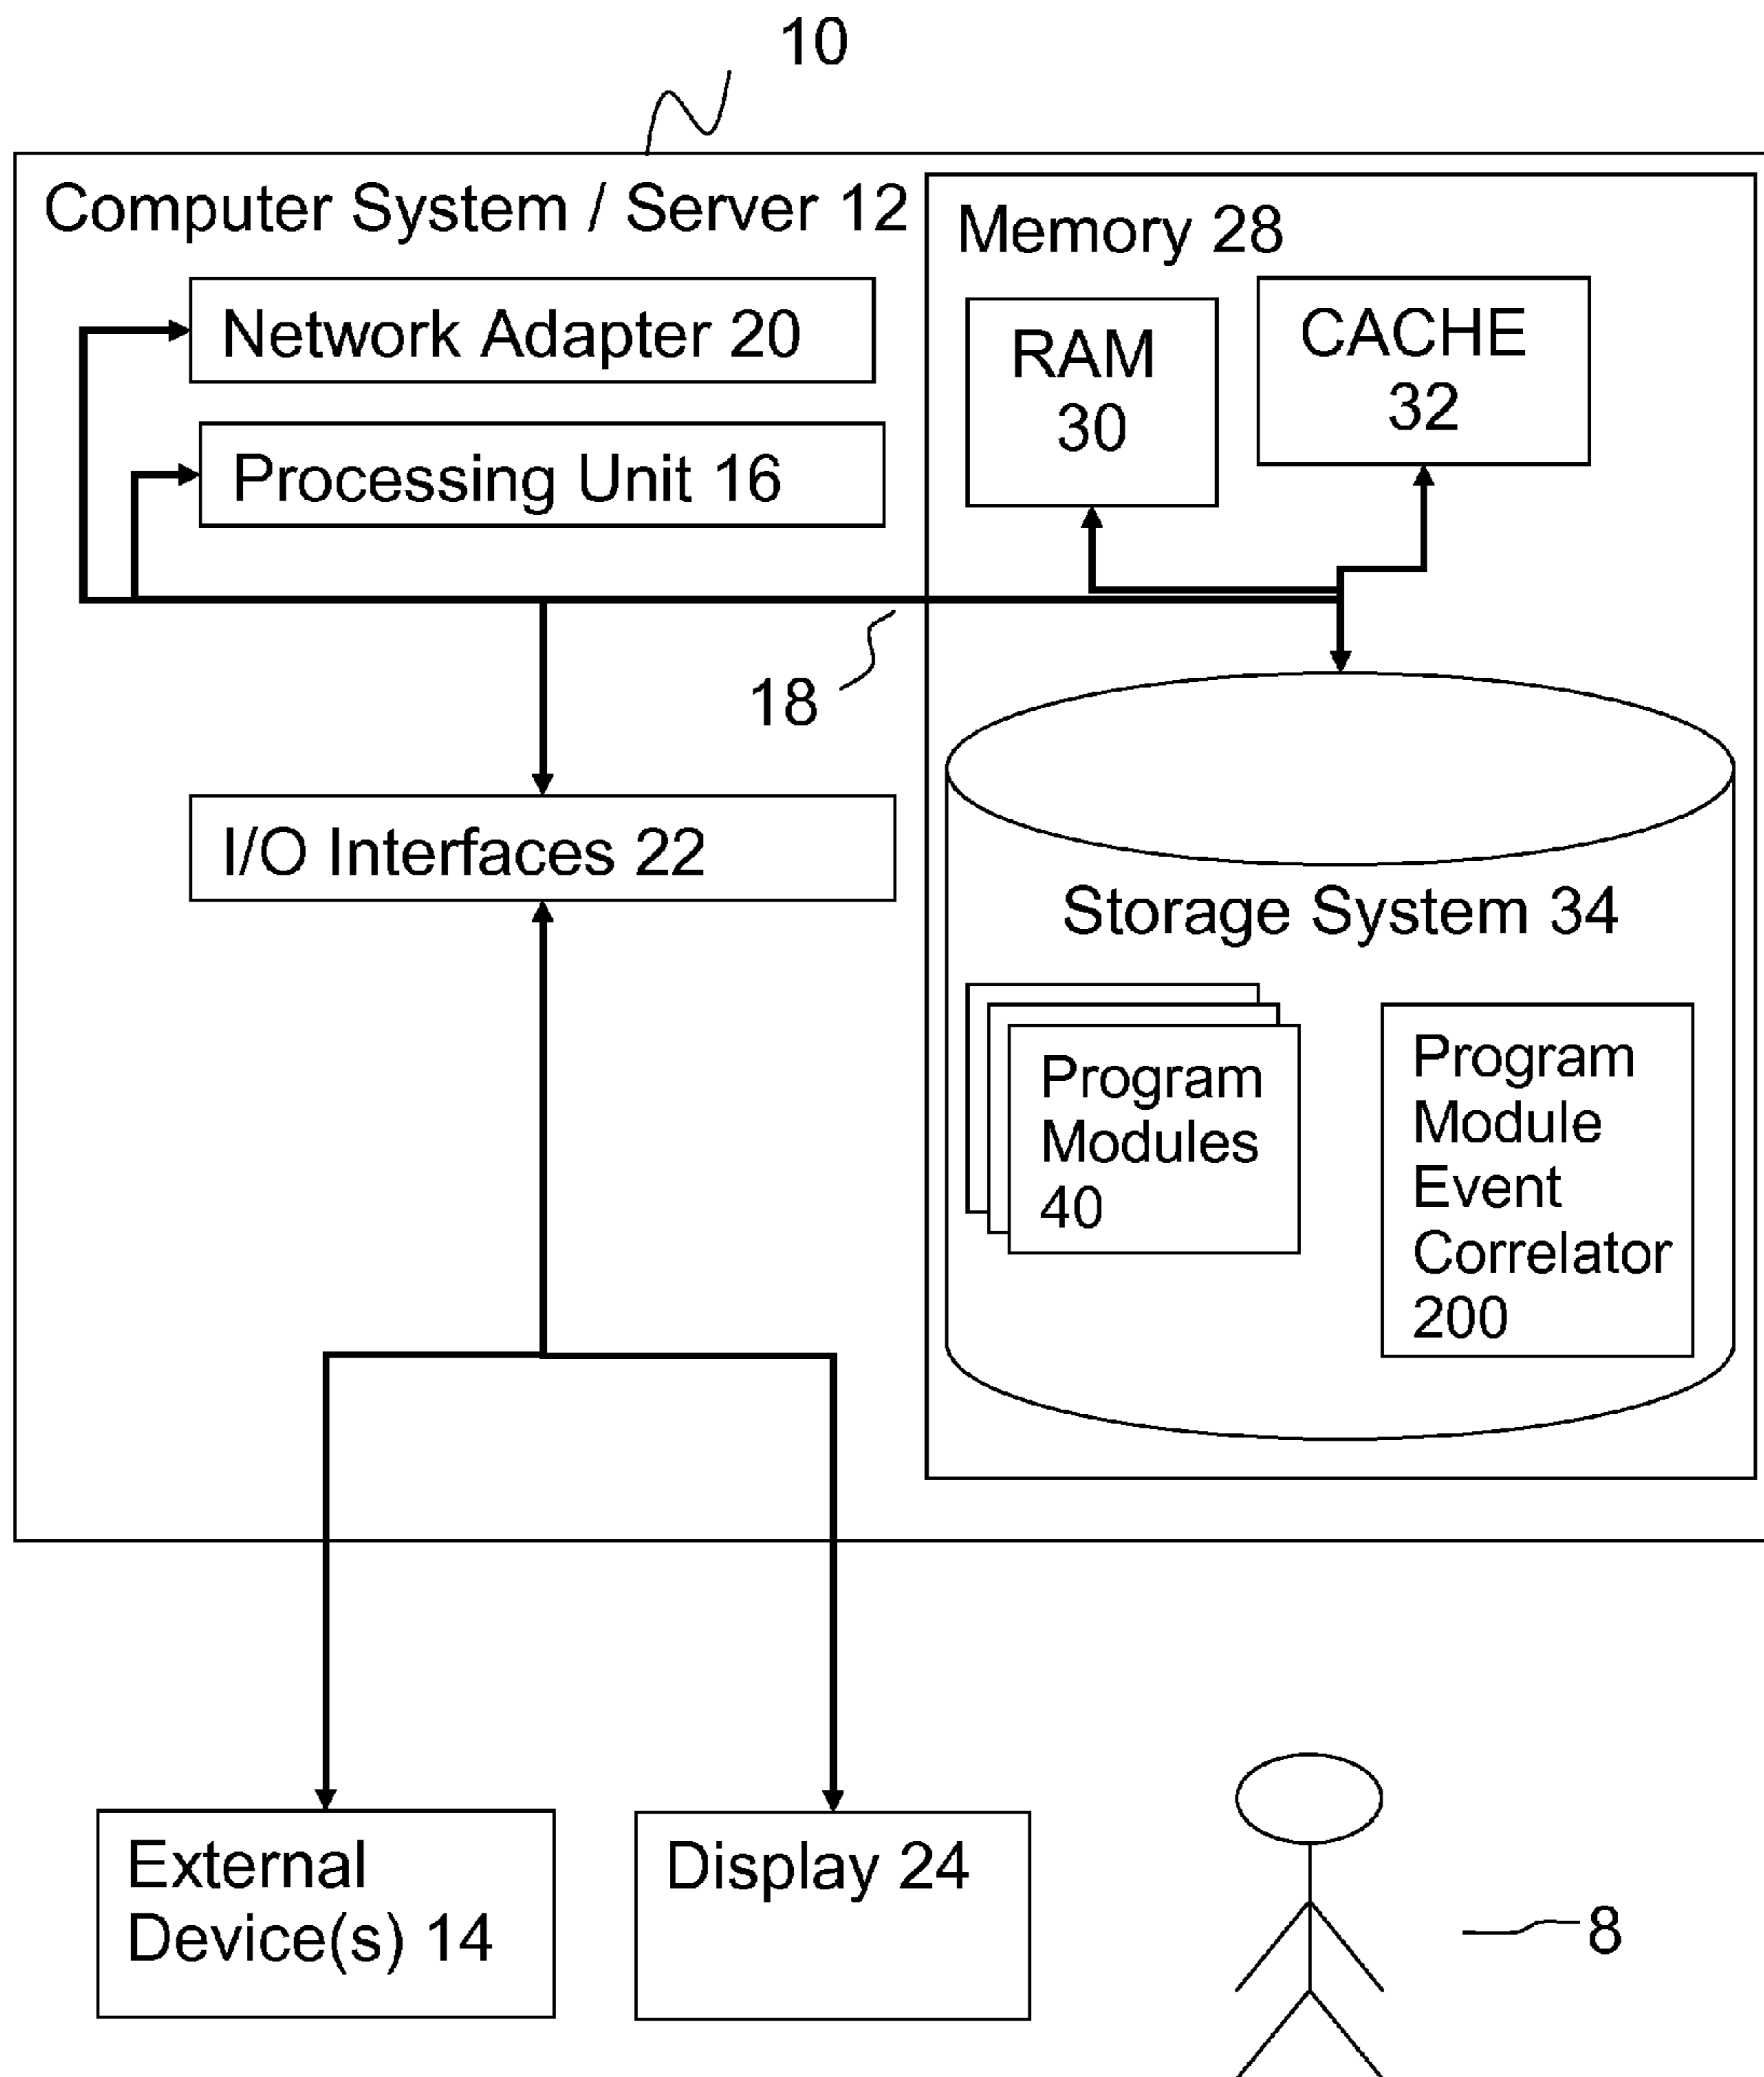 10
Computer System / Server 12
Network Adapter 20
Processing Unit 16
18
I/O Interfaces 22
Memory 28
RAM
30
CACHE
32
Storage System 34
Program
Modules
40
Program
Module
Event
Correlator
200
External
Device(s) 14
Display 24
8